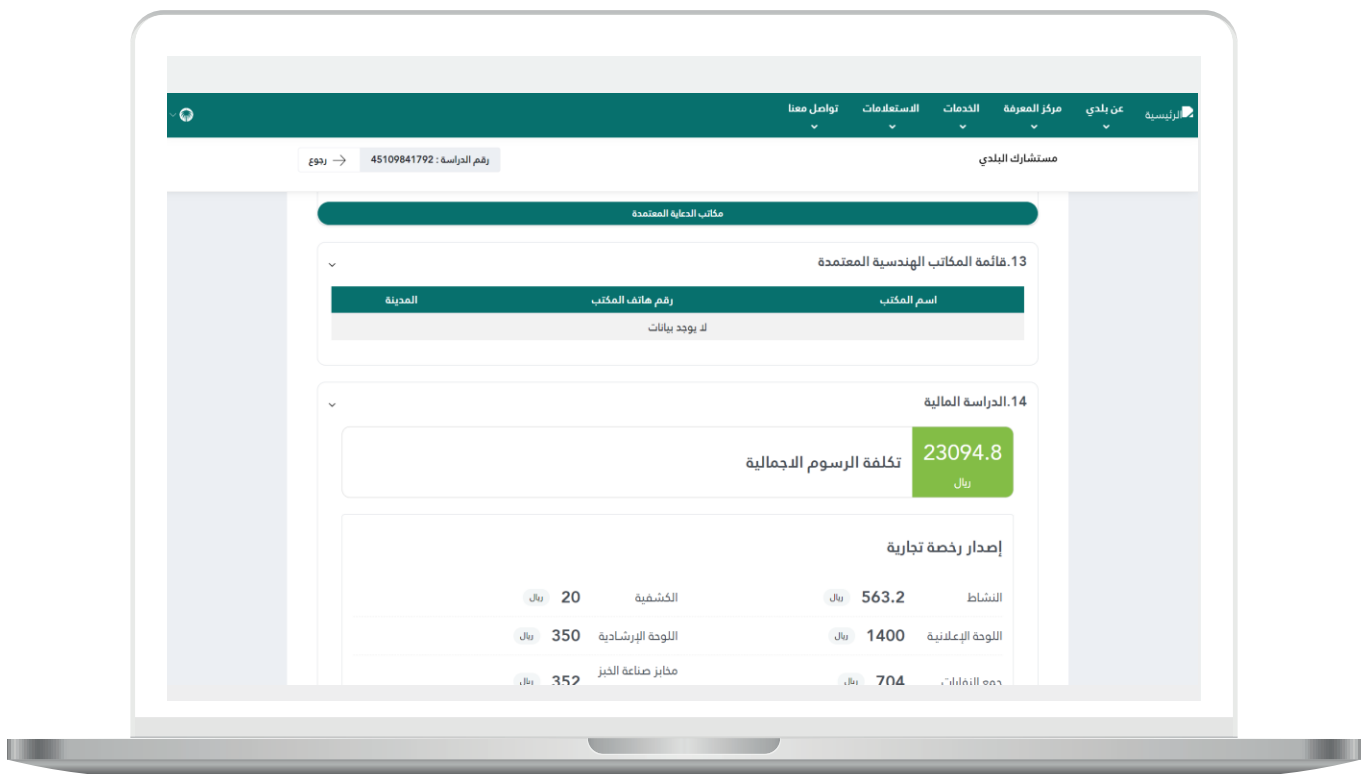 الرئيسية
عن بلدي
مركز المعرفة
الخدمات
الاستعلامات
تواصل معنا
مستشارك البلدي
رقم الدراسة : 45109841792
رجوع
مكاتب الدعاية المعتمدة
13.قائمة المكاتب الهندسية المعتمدة
اسم المكتب رقم هاتف المكتب المدينة
لا يوجد بيانات
14.الدراسة المالية
23094.8
ريال
تكلفة الرسوم الاجمالية
إصدار رخصة تجارية
النشاط 563.2 ريال الكشفية 20 ريال
اللوحة الإعلانية 1400 ريال اللوحة الإرشادية 350 ريال
جمع النفايات 704 ريال مخابز صناعة الخبز 352 ريال